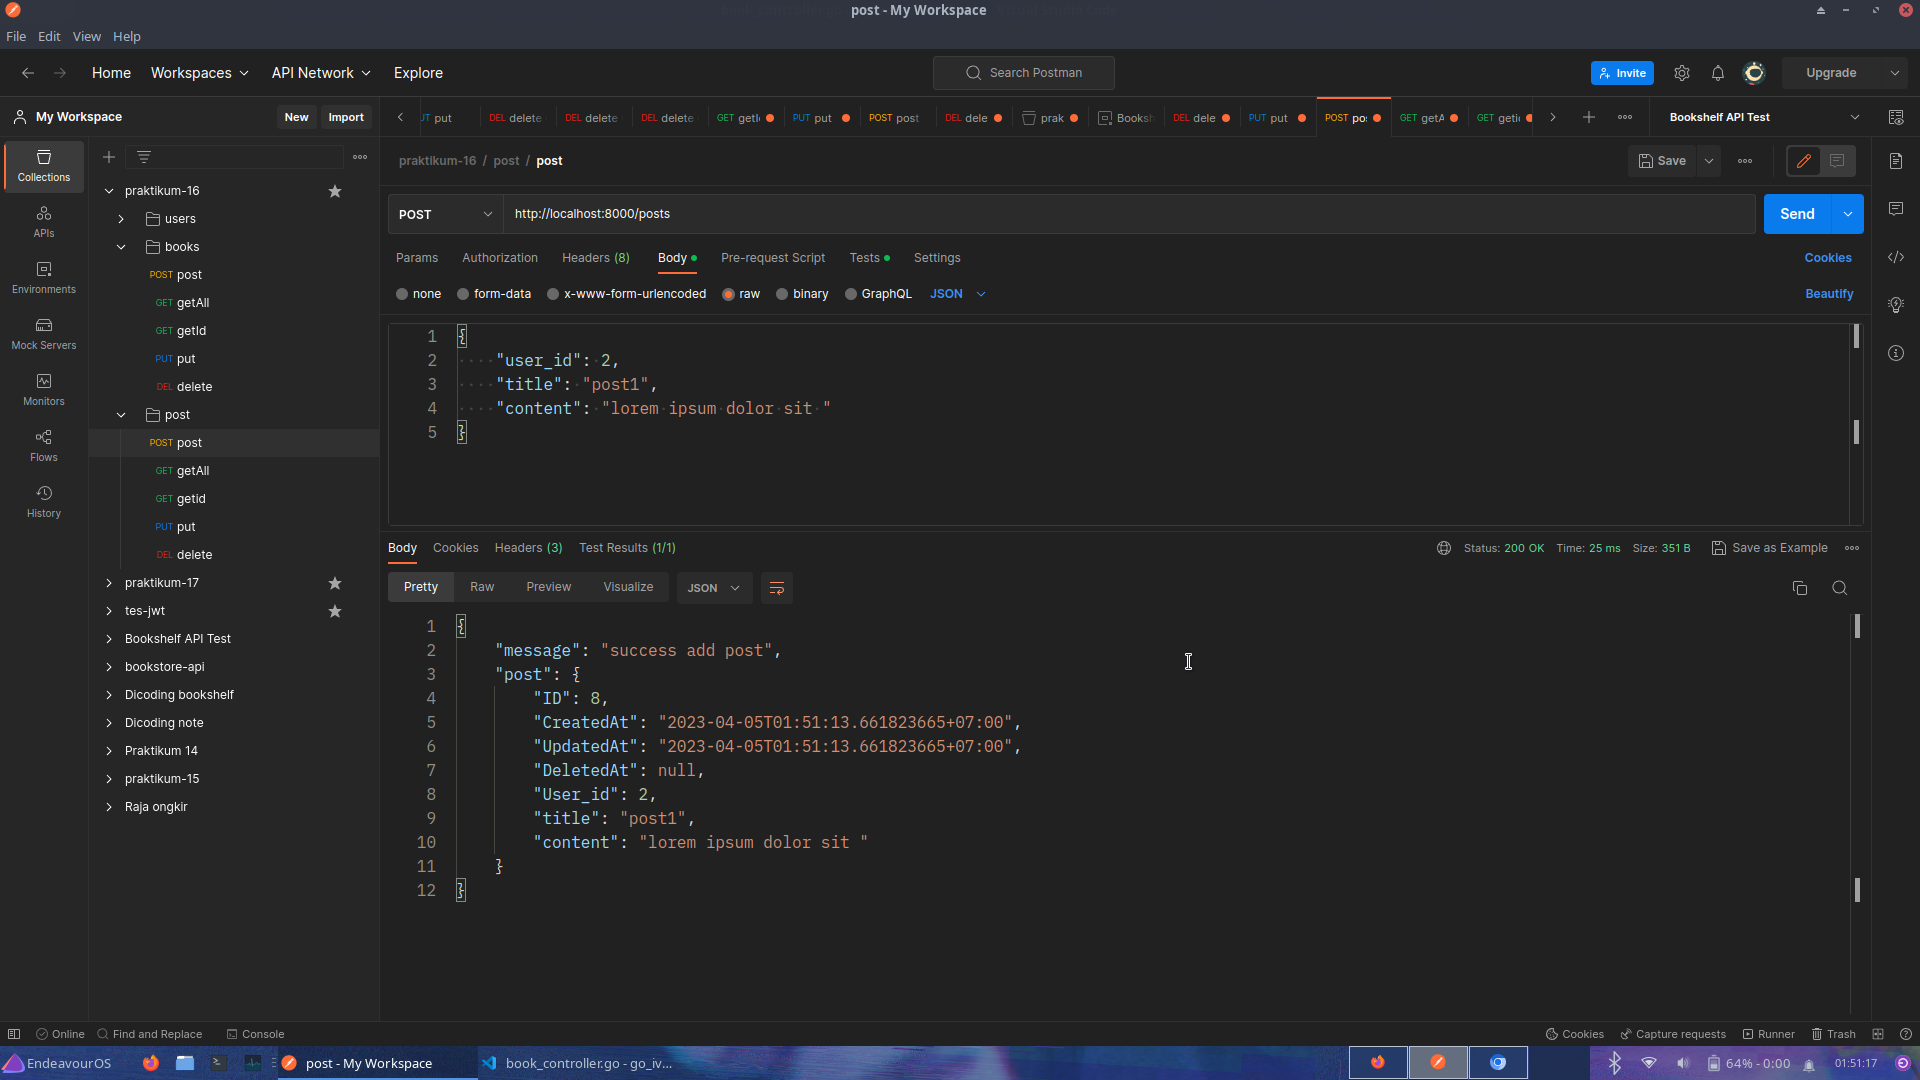 post - My Workspace
File Edit View Help
Home Workspaces API Network Explore Search Postman Invite Upgrade
My Workspace New Import
PUT put DEL delete DEL delete DEL delete GET getI PUT put POST post DEL dele prak Booksh DEL dele PUT put POST pos GET getA GET getic Bookshelf API Test
praktikum-16 / post / post Save
POST http://localhost:8000/posts Send
Params Authorization Headers (8) Body Pre-request Script Tests Settings Cookies
none form-data x-www-form-urlencoded raw binary GraphQL JSON Beautify
1 {
2 "user_id": 2,
3 "title": "post1",
4 "content": "lorem ipsum dolor sit "
5 }
Collections
APIs
Environments
Mock Servers
Monitors
Flows
History
praktikum-16
users
books
POST post
GET getAll
GET getId
PUT put
DEL delete
post
POST post
GET getAll
GET getid
PUT put
DEL delete
praktikum-17
tes-jwt
Bookshelf API Test
bookstore-api
Dicoding bookshelf
Dicoding note
Praktikum 14
praktikum-15
Raja ongkir
Body Cookies Headers (3) Test Results (1/1) Status: 200 OK Time: 25 ms Size: 351 B Save as Example
Pretty Raw Preview Visualize JSON
1 {
2 "message": "success add post",
3 "post": {
4 "ID": 8,
5 "CreatedAt": "2023-04-05T01:51:13.661823665+07:00",
6 "UpdatedAt": "2023-04-05T01:51:13.661823665+07:00",
7 "DeletedAt": null,
8 "User_id": 2,
9 "title": "post1",
10 "content": "lorem ipsum dolor sit "
11 }
12 }
Online Find and Replace Console Cookies Capture requests Runner Trash
EndeavourOS post - My Workspace book_controller.go - go_iv... 64% - 0:00 01:51:17